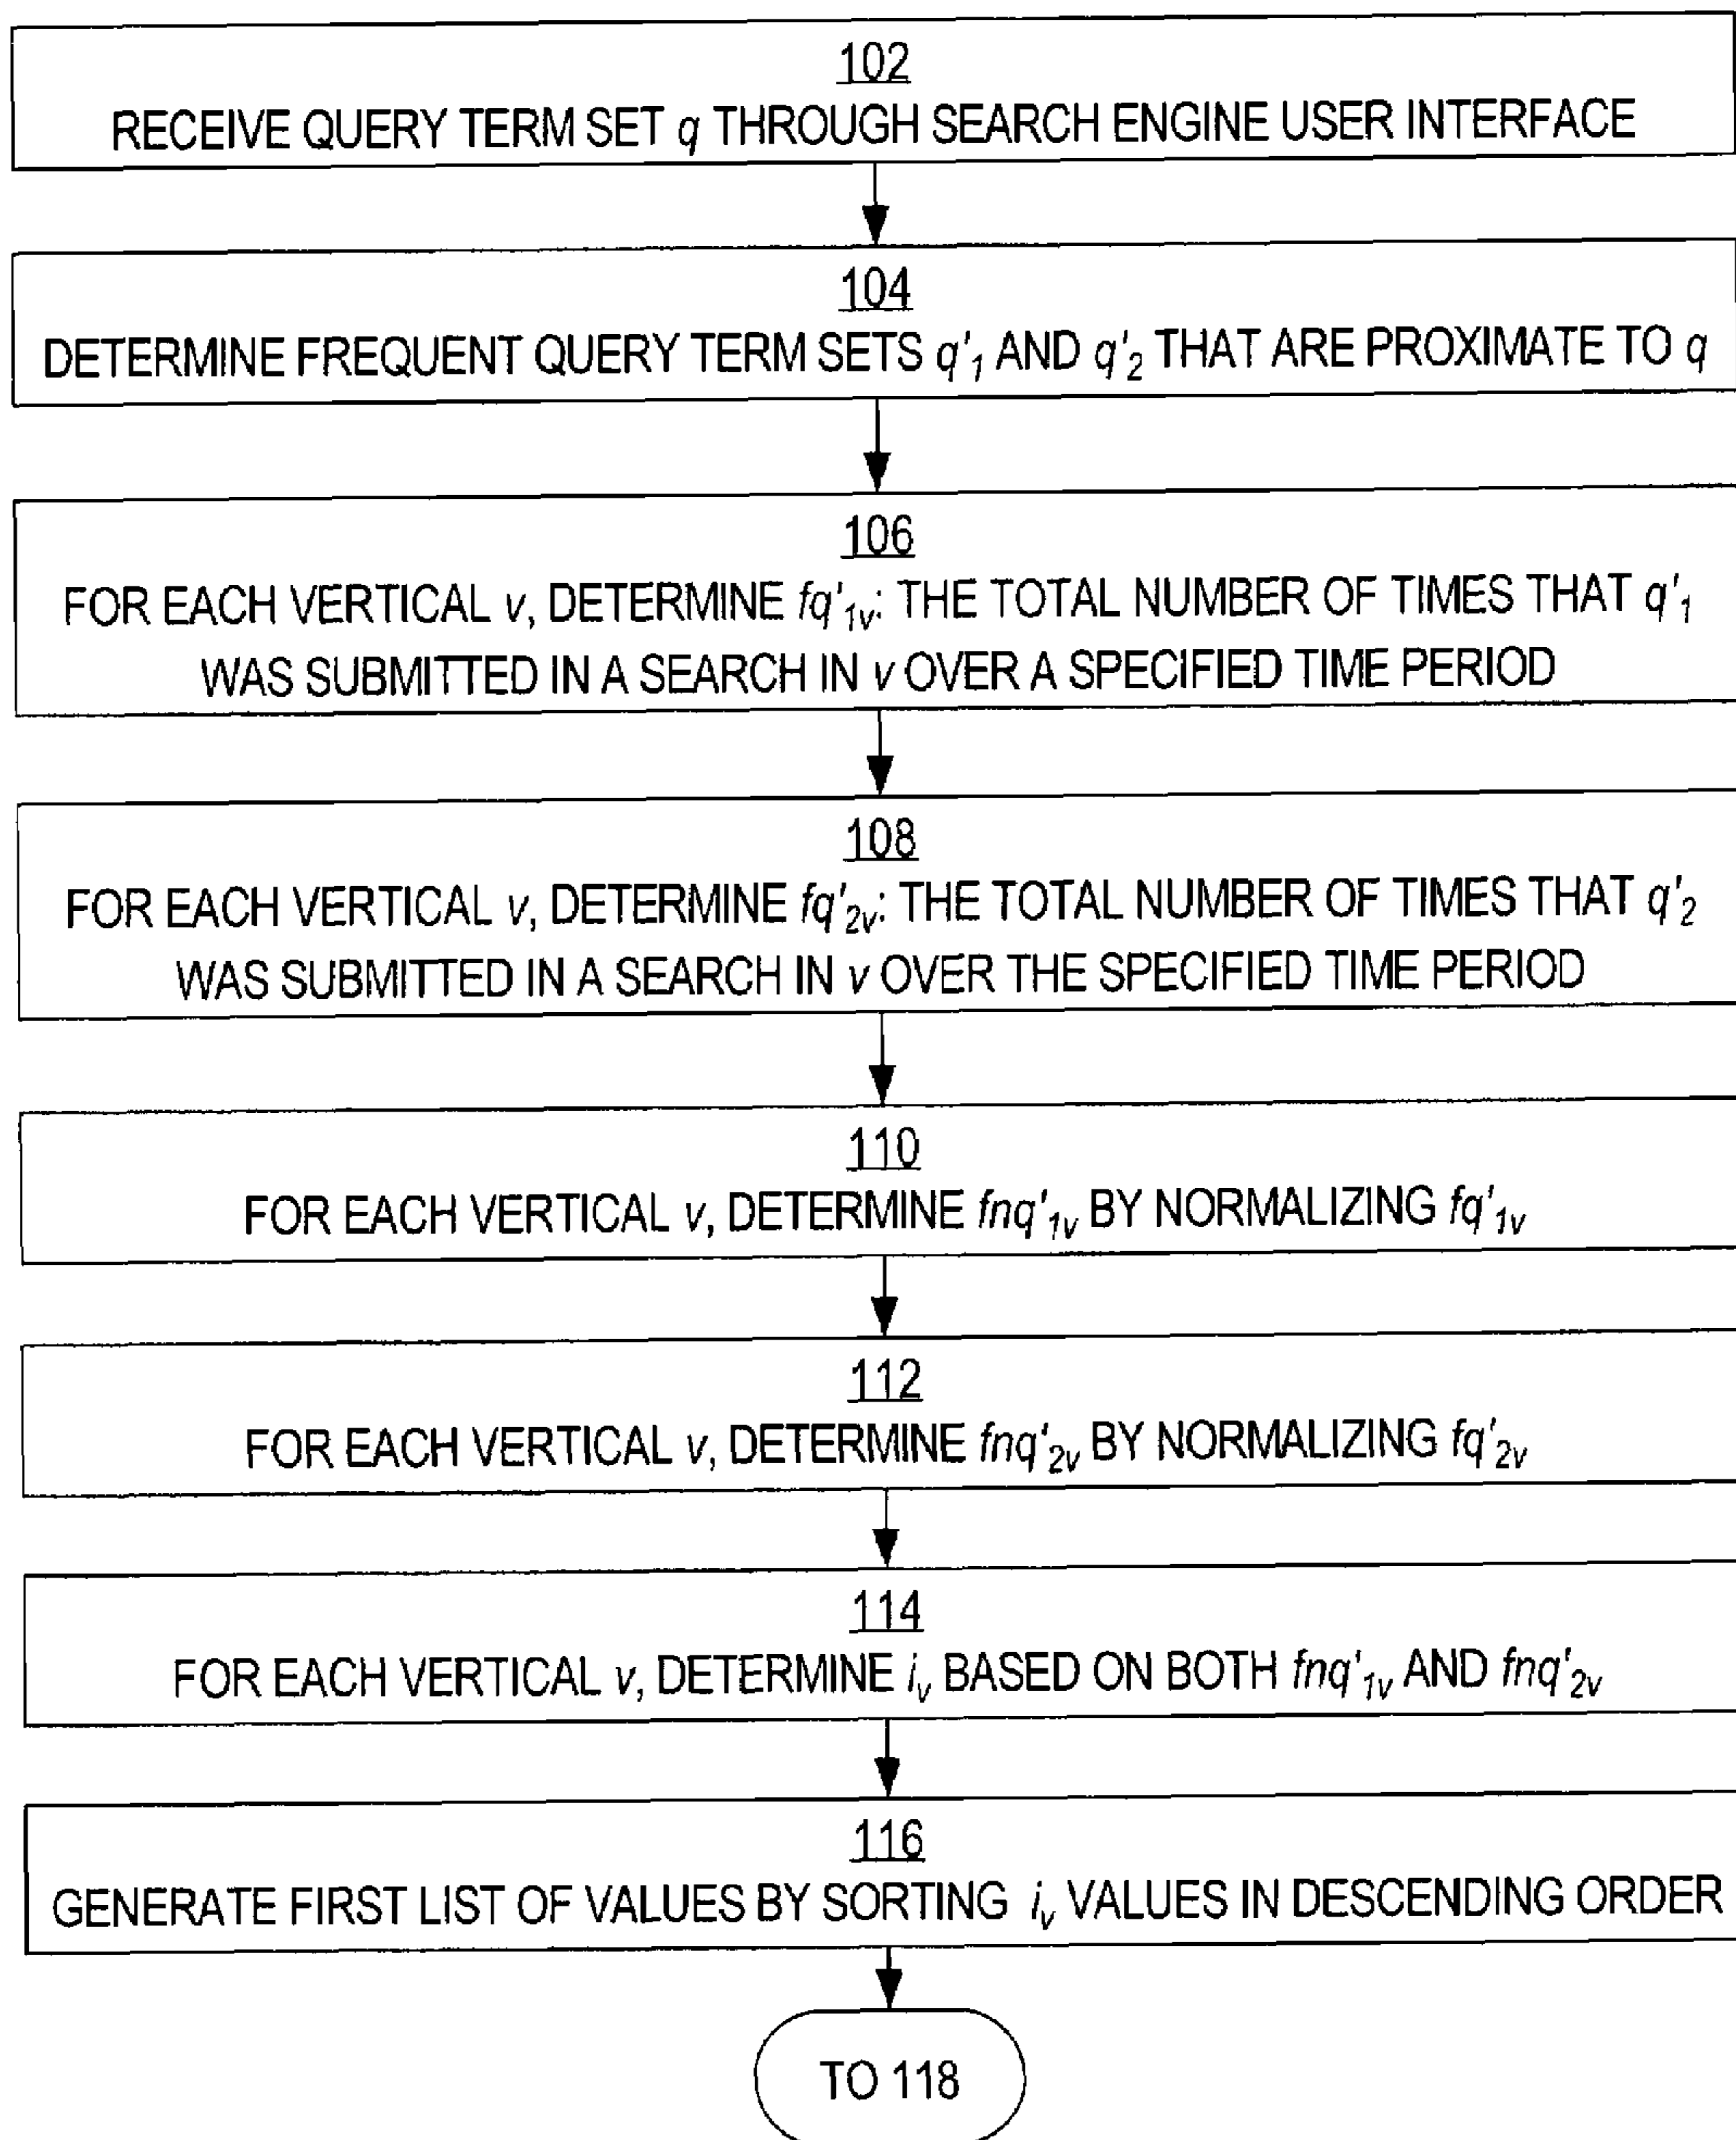 102
RECEIVE QUERY TERM SET q THROUGH SEARCH ENGINE USER INTERFACE
104
DETERMINE FREQUENT QUERY TERM SETS q'1 AND q'2 THAT ARE PROXIMATE TO q
106
FOR EACH VERTICAL v, DETERMINE fq'1v: THE TOTAL NUMBER OF TIMES THAT q'1
WAS SUBMITTED IN A SEARCH IN v OVER A SPECIFIED TIME PERIOD
108
FOR EACH VERTICAL v, DETERMINE fq'2v: THE TOTAL NUMBER OF TIMES THAT q'2
WAS SUBMITTED IN A SEARCH IN v OVER THE SPECIFIED TIME PERIOD
110
FOR EACH VERTICAL v, DETERMINE fnq'1v BY NORMALIZING fq'1v
112
FOR EACH VERTICAL v, DETERMINE fnq'2v BY NORMALIZING fq'2v
114
FOR EACH VERTICAL v, DETERMINE iv BASED ON BOTH fnq'1v AND fnq'2v
116
GENERATE FIRST LIST OF VALUES BY SORTING iv VALUES IN DESCENDING ORDER
TO 118